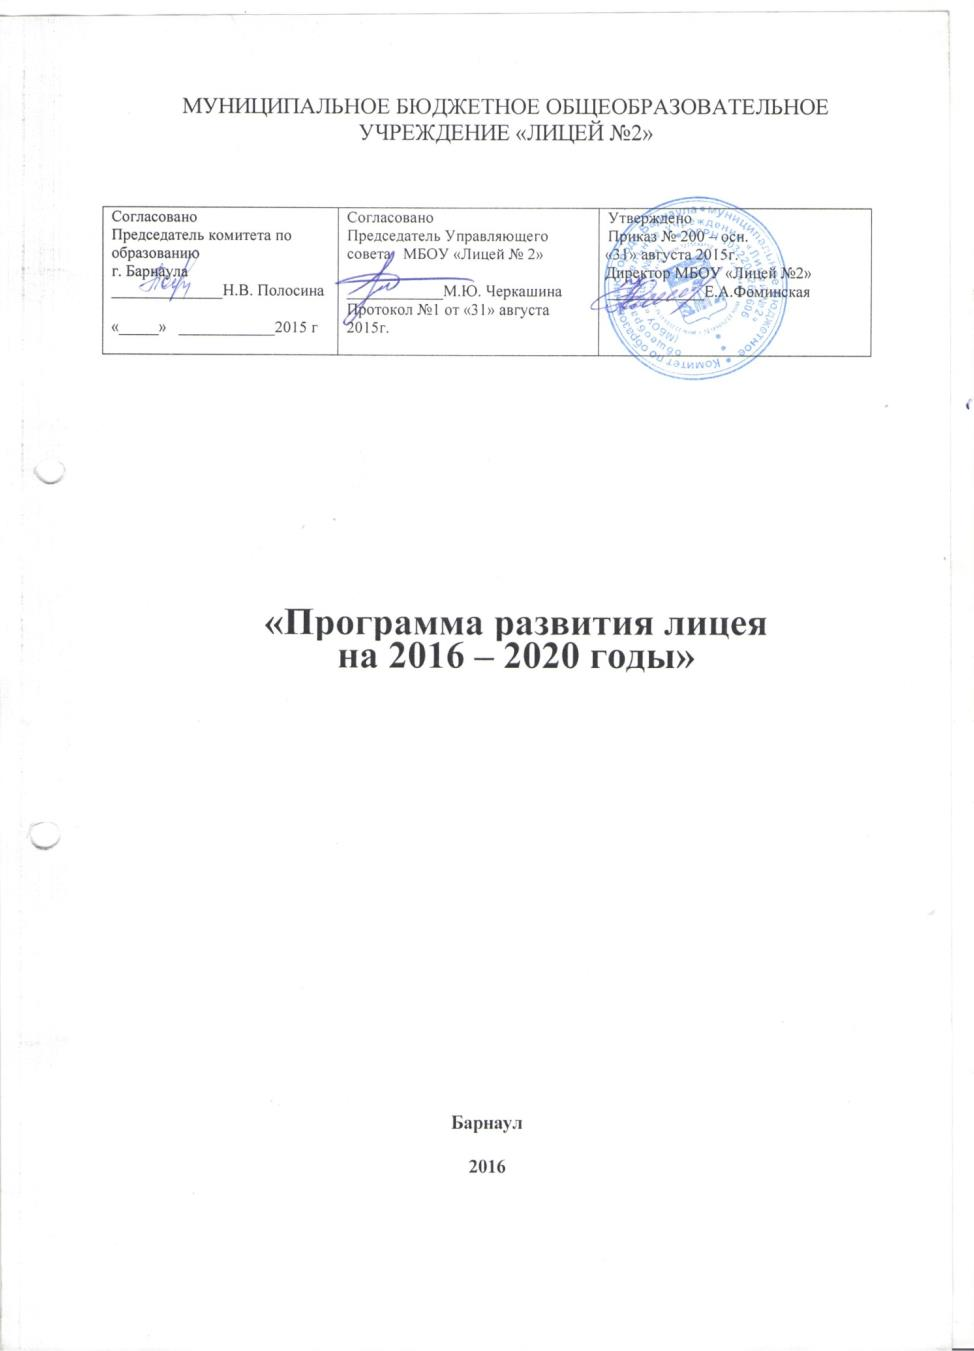 МУНИЦИПАЛЬНОЕ БЮДЖЕТНОЕ ОБЩЕОБРАЗОВАТЕЛЬНОЕ
УЧРЕЖДЕНИЕ «ЛИЦЕЙ №2»
Согласовано
Председатель комитета по
образованию
г. Барнаула
______________Н.В. Полосина
«_____» ____________2015 г
Согласовано
Председатель Управляющего
совета МБОУ «Лицей № 2»
____________М.Ю. Черкашина
Протокол №1 от «31» августа
2015г.
Утверждено
Приказ № 200 – осн.
«31» августа 2015г.
Директор МБОУ «Лицей №2»
____________Е.А.Фоминская
«Программа развития лицея
на 2016 – 2020 годы»
Барнаул
2016